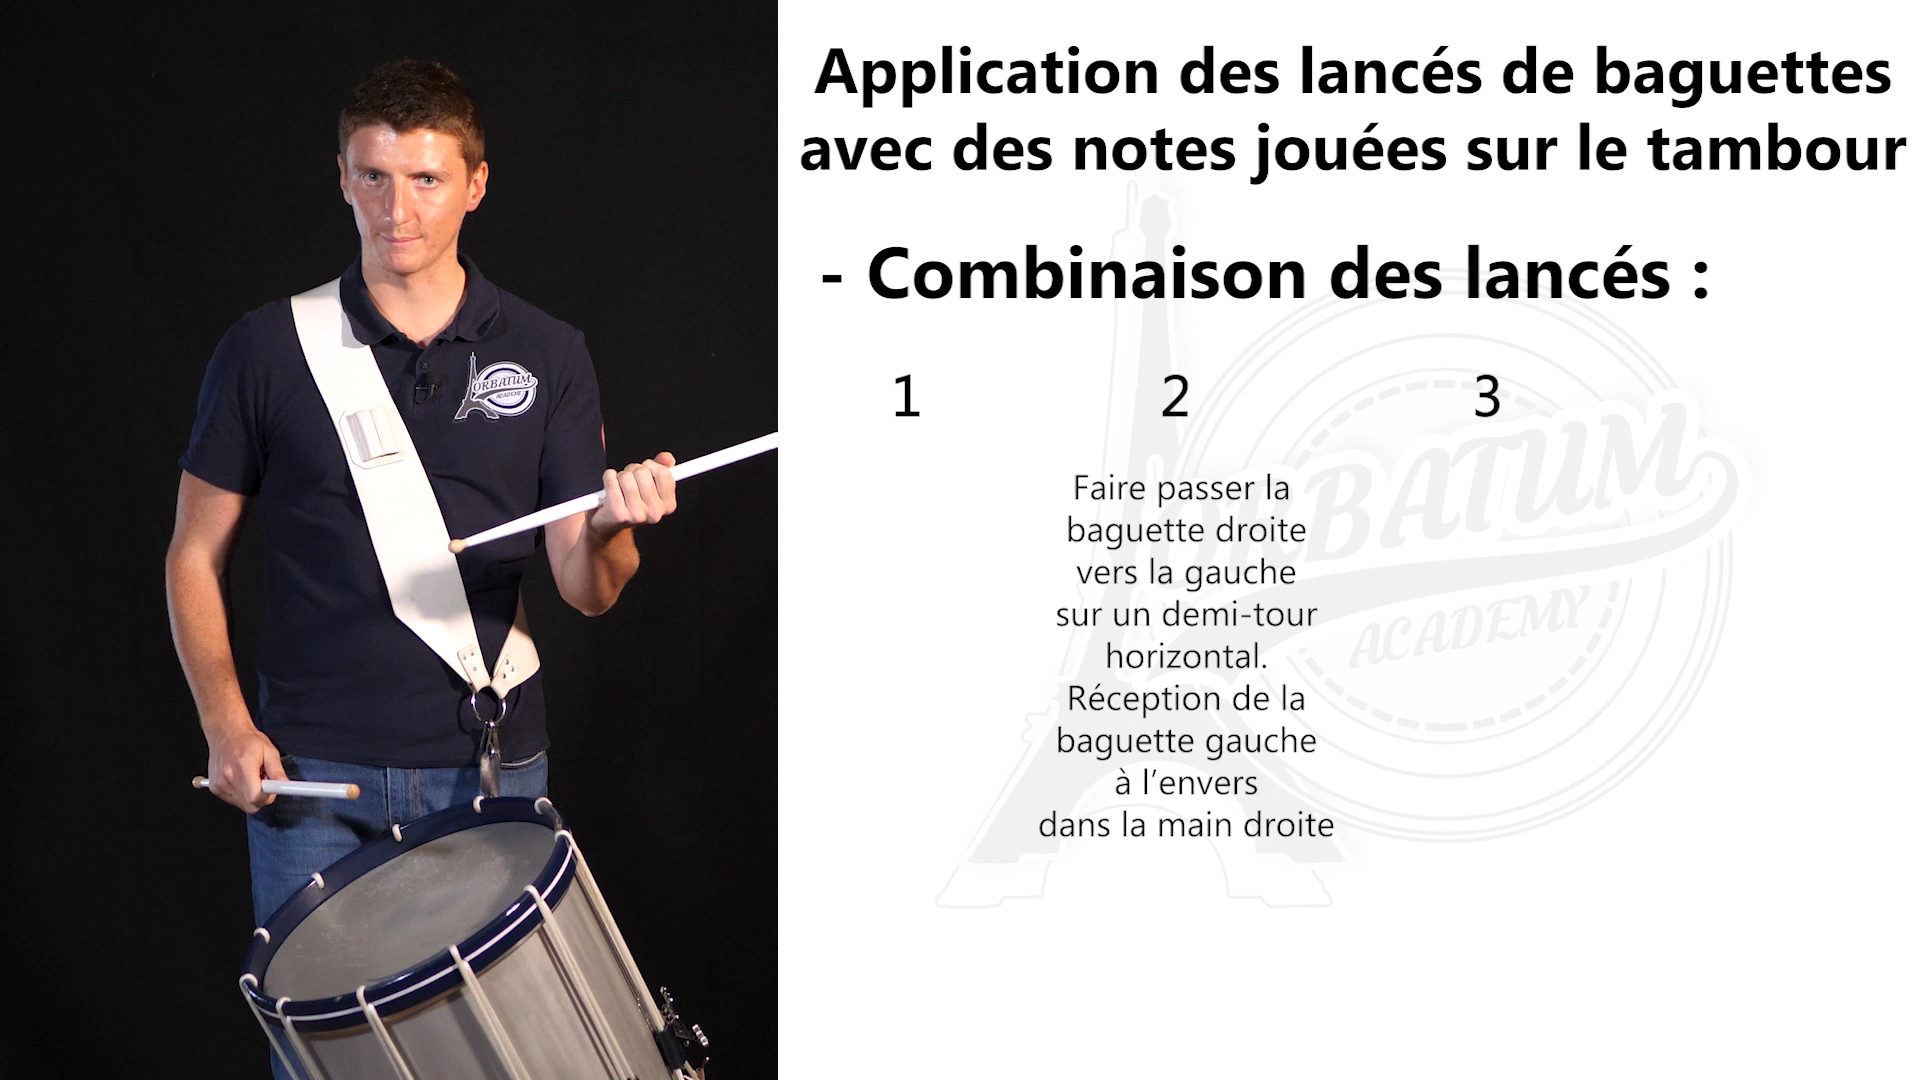 Application des lancés de baguettes
avec des notes jouées sur le tambour
- Combinaison des lancés :
1 2 3
Faire passer la
baguette droite
vers la gauche
sur un demi-tour
horizontal.
Réception de la
baguette gauche
à l’envers
dans la main droite
ORBATUM
ACADEMY
ORBATUM
ACADEMY